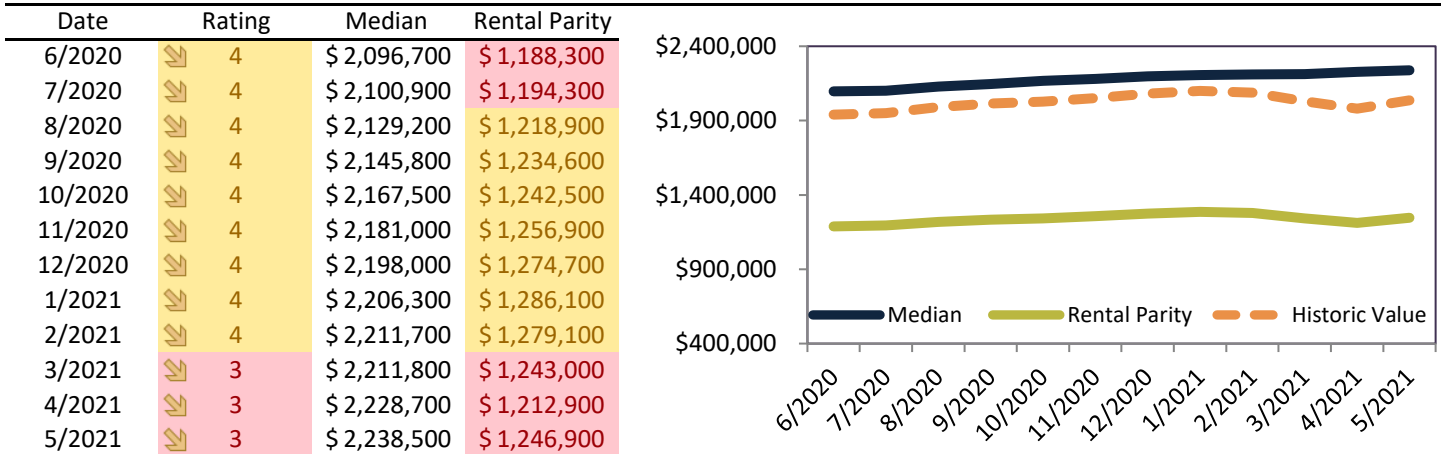 Date Rating Median Rental Parity
6/2020 4 $ 2,096,700 $ 1,188,300
7/2020 4 $ 2,100,900 $ 1,194,300
8/2020 4 $ 2,129,200 $ 1,218,900
9/2020 4 $ 2,145,800 $ 1,234,600
10/2020 4 $ 2,167,500 $ 1,242,500
11/2020 4 $ 2,181,000 $ 1,256,900
12/2020 4 $ 2,198,000 $ 1,274,700
1/2021 4 $ 2,206,300 $ 1,286,100
2/2021 4 $ 2,211,700 $ 1,279,100
3/2021 3 $ 2,211,800 $ 1,243,000
4/2021 3 $ 2,228,700 $ 1,212,900
5/2021 3 $ 2,238,500 $ 1,246,900
$2,400,000
$1,900,000
$1,400,000
$900,000
$400,000
Median Rental Parity Historic Value
6/2020 7/2020 8/2020 9/2020 10/2020 11/2020 12/2020 1/2021 2/2021 3/2021 4/2021 5/2021